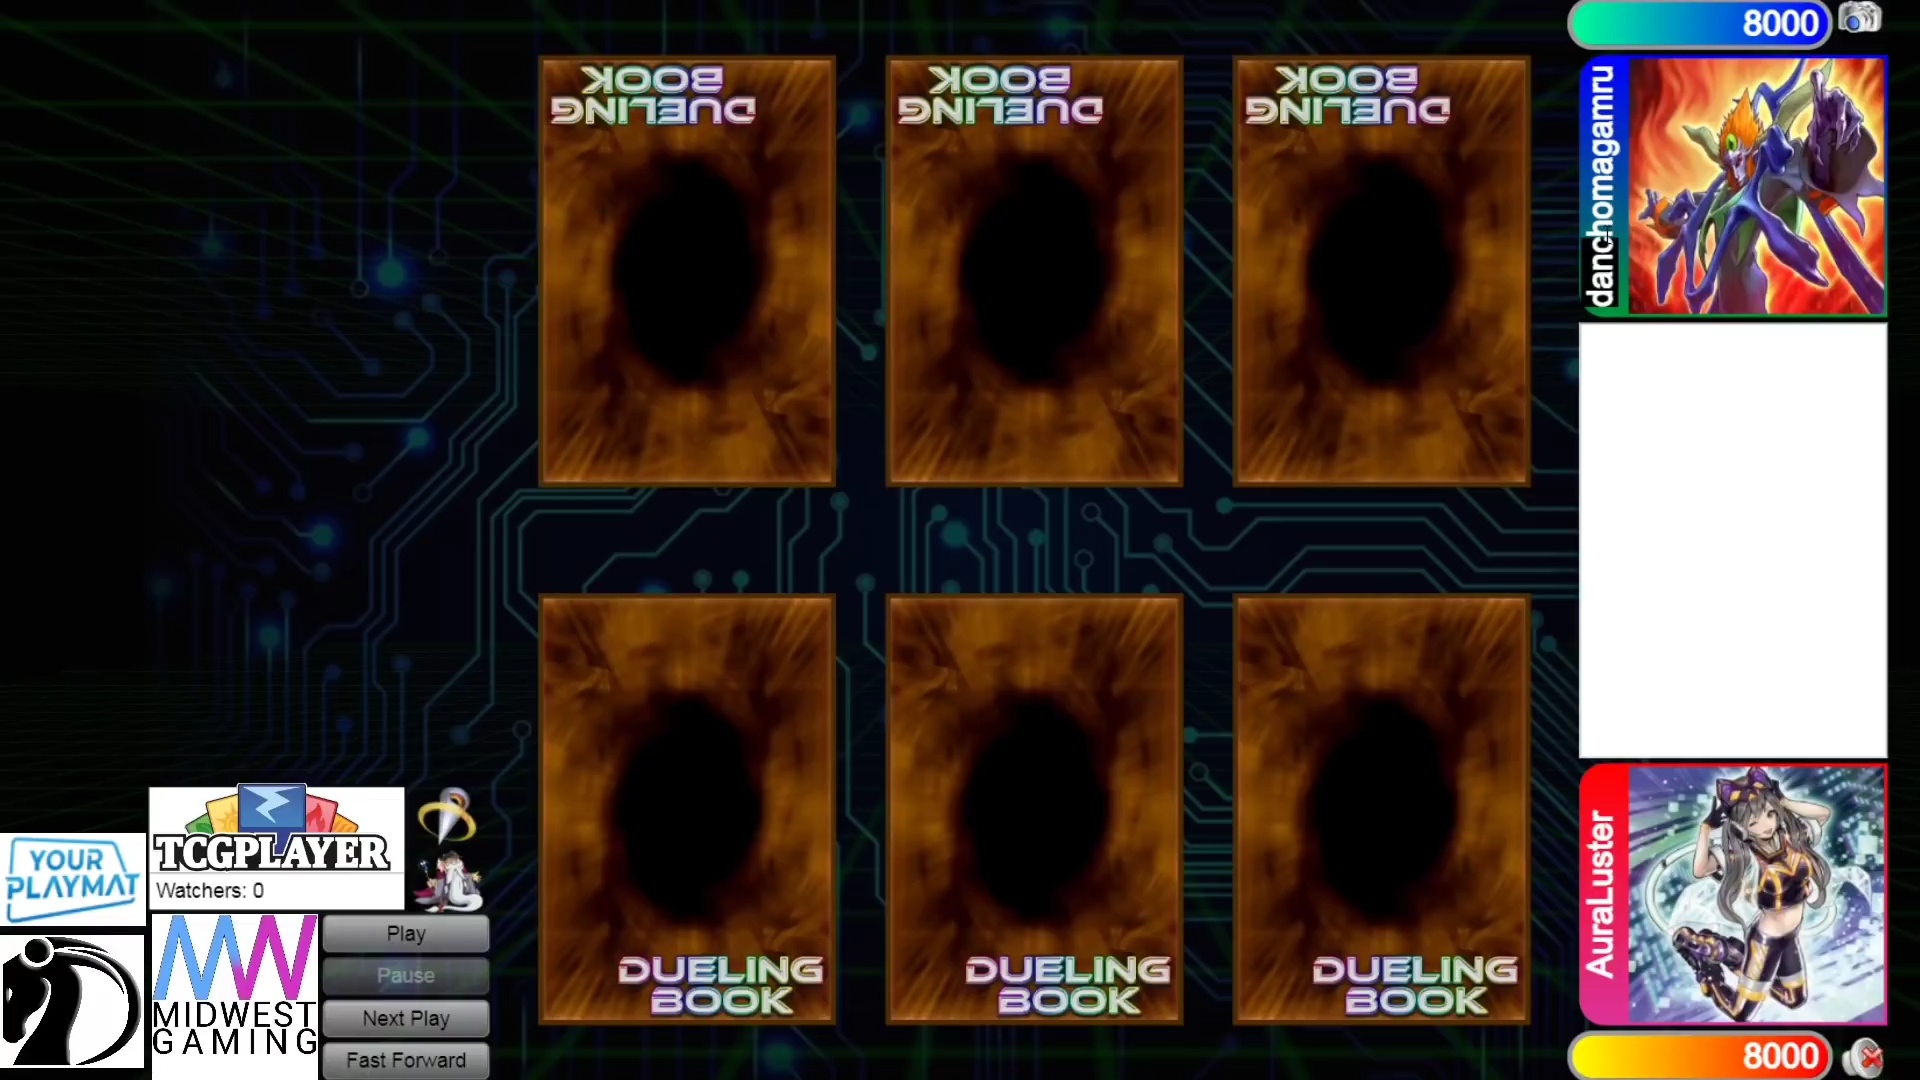 8000
DUELING
BOOK
DUELING
BOOK
DUELING
BOOK
danchomagamru
DUELING
BOOK
DUELING
BOOK
DUELING
BOOK
AuraLuster
8000
YOUR
PLAYMAT
TCGPLAYER
Watchers: 0
MW
MIDWEST
GAMING
Play
Pause
Next Play
Fast Forward